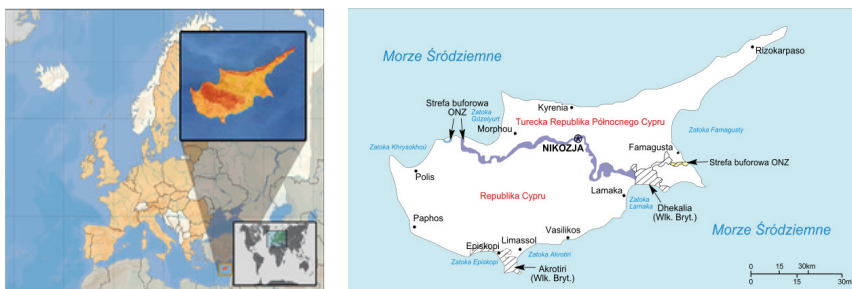 Morze Śródziemne
Rizokarpaso
Strefa buforowa
ONZ
Zatoka
Güzelyurt
Kyrenia
Morphou
Turecka Republika Północnego Cypru
Zatoka Famagusty
Zatoka Khrysokhoú
NIKOZJA
Famagusta
Strefa buforowa ONZ
Polis
Republika Cypru
Larnaka
Zatoka
Larnaka
Dhekalia
(Wlk. Bryt.)
Paphos
Vasilikos
Morze Śródziemne
Episkopi
Limassol
Zatoka Episkopi
Zatoka Akrotiri
Akrotiri
(Wlk. Bryt.)
0 15 30km
0 15 30m